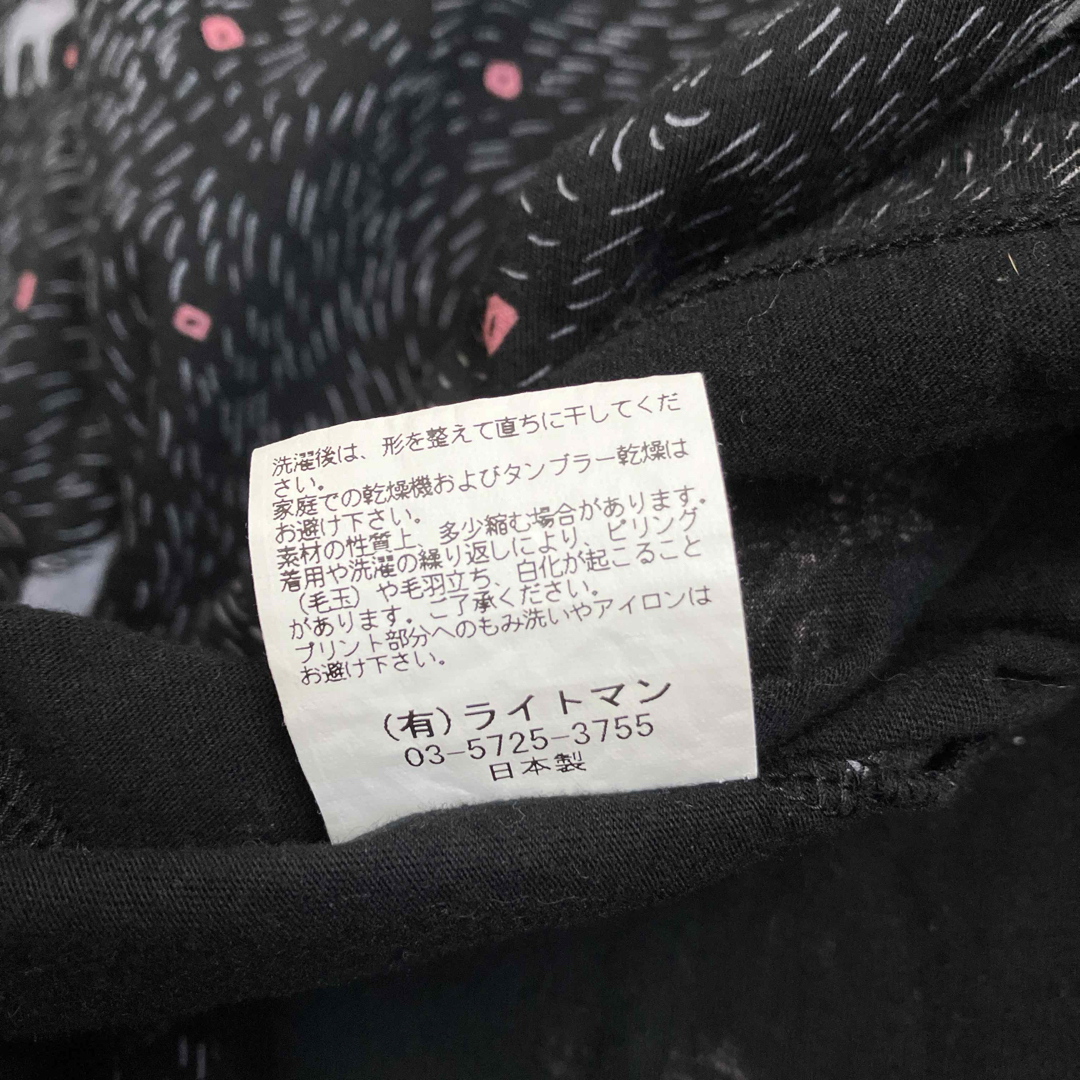 洗濯後は、形を整えて直ちに干してくだ
さい。
家庭での乾燥機およびタンブラー乾燥は
お避け下さい。
素材の性質上、多少縮む場合があります。
着用や洗濯の繰り返しにより、ピリング
（毛玉）や毛羽立ち、白化が起こること
があります。ご了承ください。
プリント部分へのもみ洗いやアイロンは
お避け下さい。
(有)ライトマン
03-5725-3755
日本製